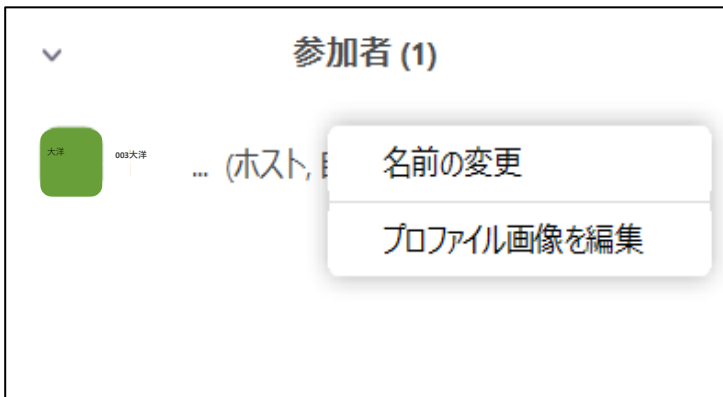 参加者 (1)
大洋
003大洋
... (ホスト,
名前の変更
プロファイル画像を編集